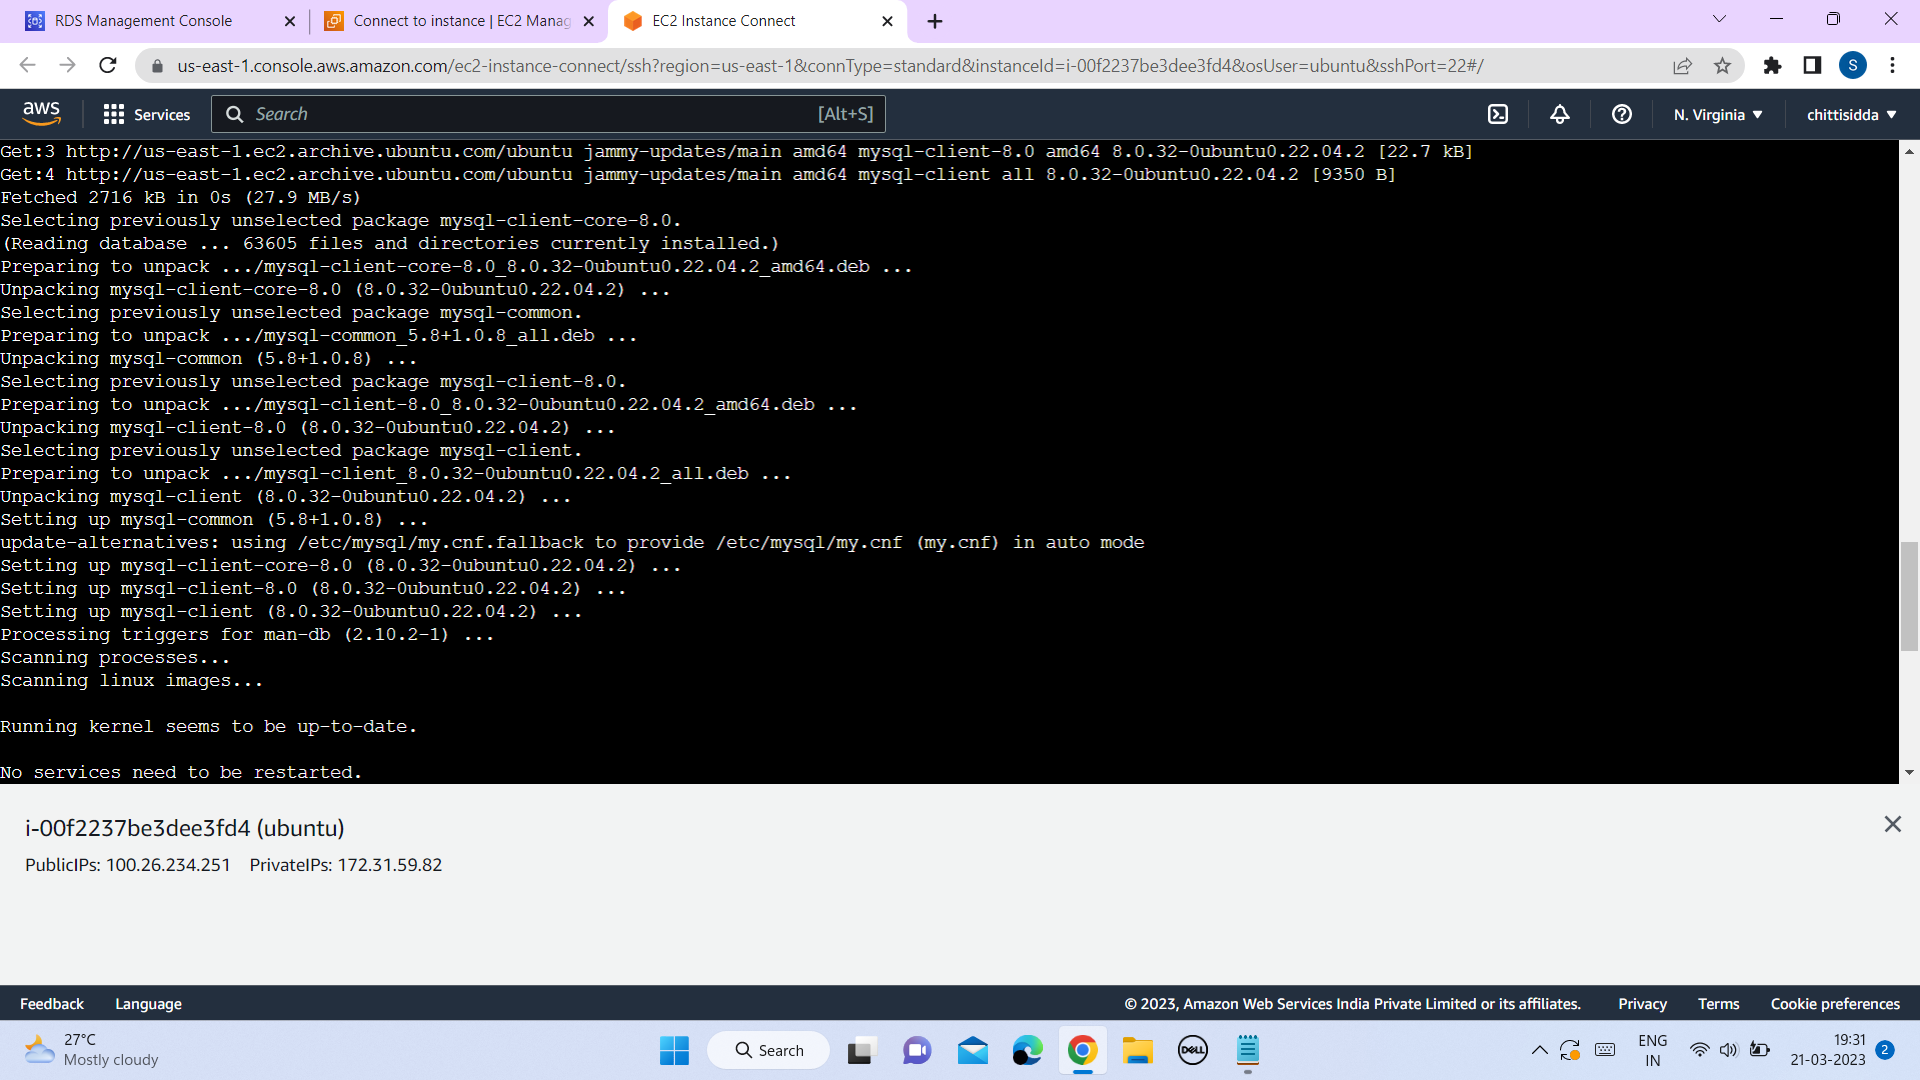 RDS Management Console
Connect to instance | EC2 Manag
EC2 Instance Connect
us-east-1.console.aws.amazon.com/ec2-instance-connect/ssh?region=us-east-1&connType=standard&instanceId=i-00f2237be3dee3fd4&osUser=ubuntu&sshPort=22#/
S
aws
Services
Search
[Alt+S]
N. Virginia
chittisidda
Get:3 http://us-east-1.ec2.archive.ubuntu.com/ubuntu jammy-updates/main amd64 mysql-client-8.0 amd64 8.0.32-0ubuntu0.22.04.2 [22.7 kB]
Get:4 http://us-east-1.ec2.archive.ubuntu.com/ubuntu jammy-updates/main amd64 mysql-client all 8.0.32-0ubuntu0.22.04.2 [9350 B]
Fetched 2716 kB in 0s (27.9 MB/s)
Selecting previously unselected package mysql-client-core-8.0.
(Reading database ... 63605 files and directories currently installed.)
Preparing to unpack .../mysql-client-core-8.0_8.0.32-0ubuntu0.22.04.2_amd64.deb ...
Unpacking mysql-client-core-8.0 (8.0.32-0ubuntu0.22.04.2) ...
Selecting previously unselected package mysql-common.
Preparing to unpack .../mysql-common_5.8+1.0.8_all.deb ...
Unpacking mysql-common (5.8+1.0.8) ...
Selecting previously unselected package mysql-client-8.0.
Preparing to unpack .../mysql-client-8.0_8.0.32-0ubuntu0.22.04.2_amd64.deb ...
Unpacking mysql-client-8.0 (8.0.32-0ubuntu0.22.04.2) ...
Selecting previously unselected package mysql-client.
Preparing to unpack .../mysql-client_8.0.32-0ubuntu0.22.04.2_all.deb ...
Unpacking mysql-client (8.0.32-0ubuntu0.22.04.2) ...
Setting up mysql-common (5.8+1.0.8) ...
update-alternatives: using /etc/mysql/my.cnf.fallback to provide /etc/mysql/my.cnf (my.cnf) in auto mode
Setting up mysql-client-core-8.0 (8.0.32-0ubuntu0.22.04.2) ...
Setting up mysql-client-8.0 (8.0.32-0ubuntu0.22.04.2) ...
Setting up mysql-client (8.0.32-0ubuntu0.22.04.2) ...
Processing triggers for man-db (2.10.2-1) ...
Scanning processes...
Scanning linux images...
Running kernel seems to be up-to-date.
No services need to be restarted.
i-00f2237be3dee3fd4 (ubuntu)
PublicIPs: 100.26.234.251 PrivateIPs: 172.31.59.82
Feedback
Language
© 2023, Amazon Web Services India Private Limited or its affiliates.
Privacy
Terms
Cookie preferences
27°C
Mostly cloudy
Search
DELL
ENG
IN
19:31
21-03-2023
2